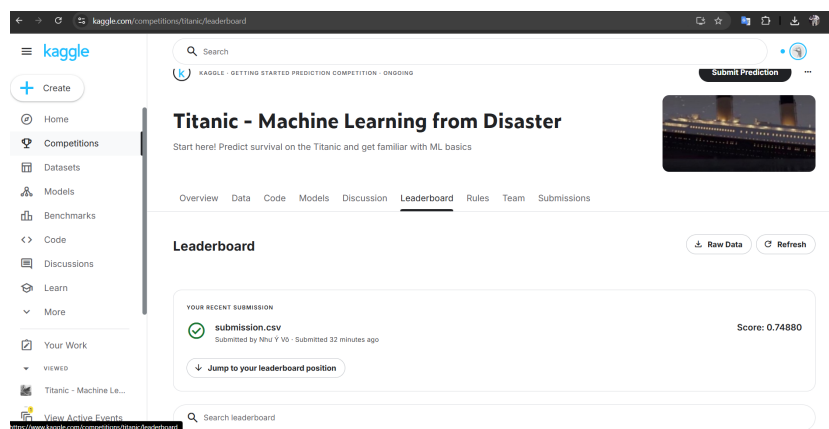 kaggle.com/competitions/titanic/leaderboard
kaggle
Search
Create
KAGGLE · GETTING STARTED PREDICTION COMPETITION · ONGOING
Submit Prediction
Home
Competitions
Datasets
Models
Benchmarks
Code
Discussions
Learn
More
Your Work
VIEWED
Titanic - Machine Le...
View Active Events
https://www.kaggle.com/competitions/titanic/leaderboard
Titanic - Machine Learning from Disaster
Start here! Predict survival on the Titanic and get familiar with ML basics
Overview Data Code Models Discussion Leaderboard Rules Team Submissions
Leaderboard
Raw Data
Refresh
YOUR RECENT SUBMISSION
submission.csv
Score: 0.74880
Submitted by Như Ý Võ · Submitted 32 minutes ago
Jump to your leaderboard position
Search leaderboard